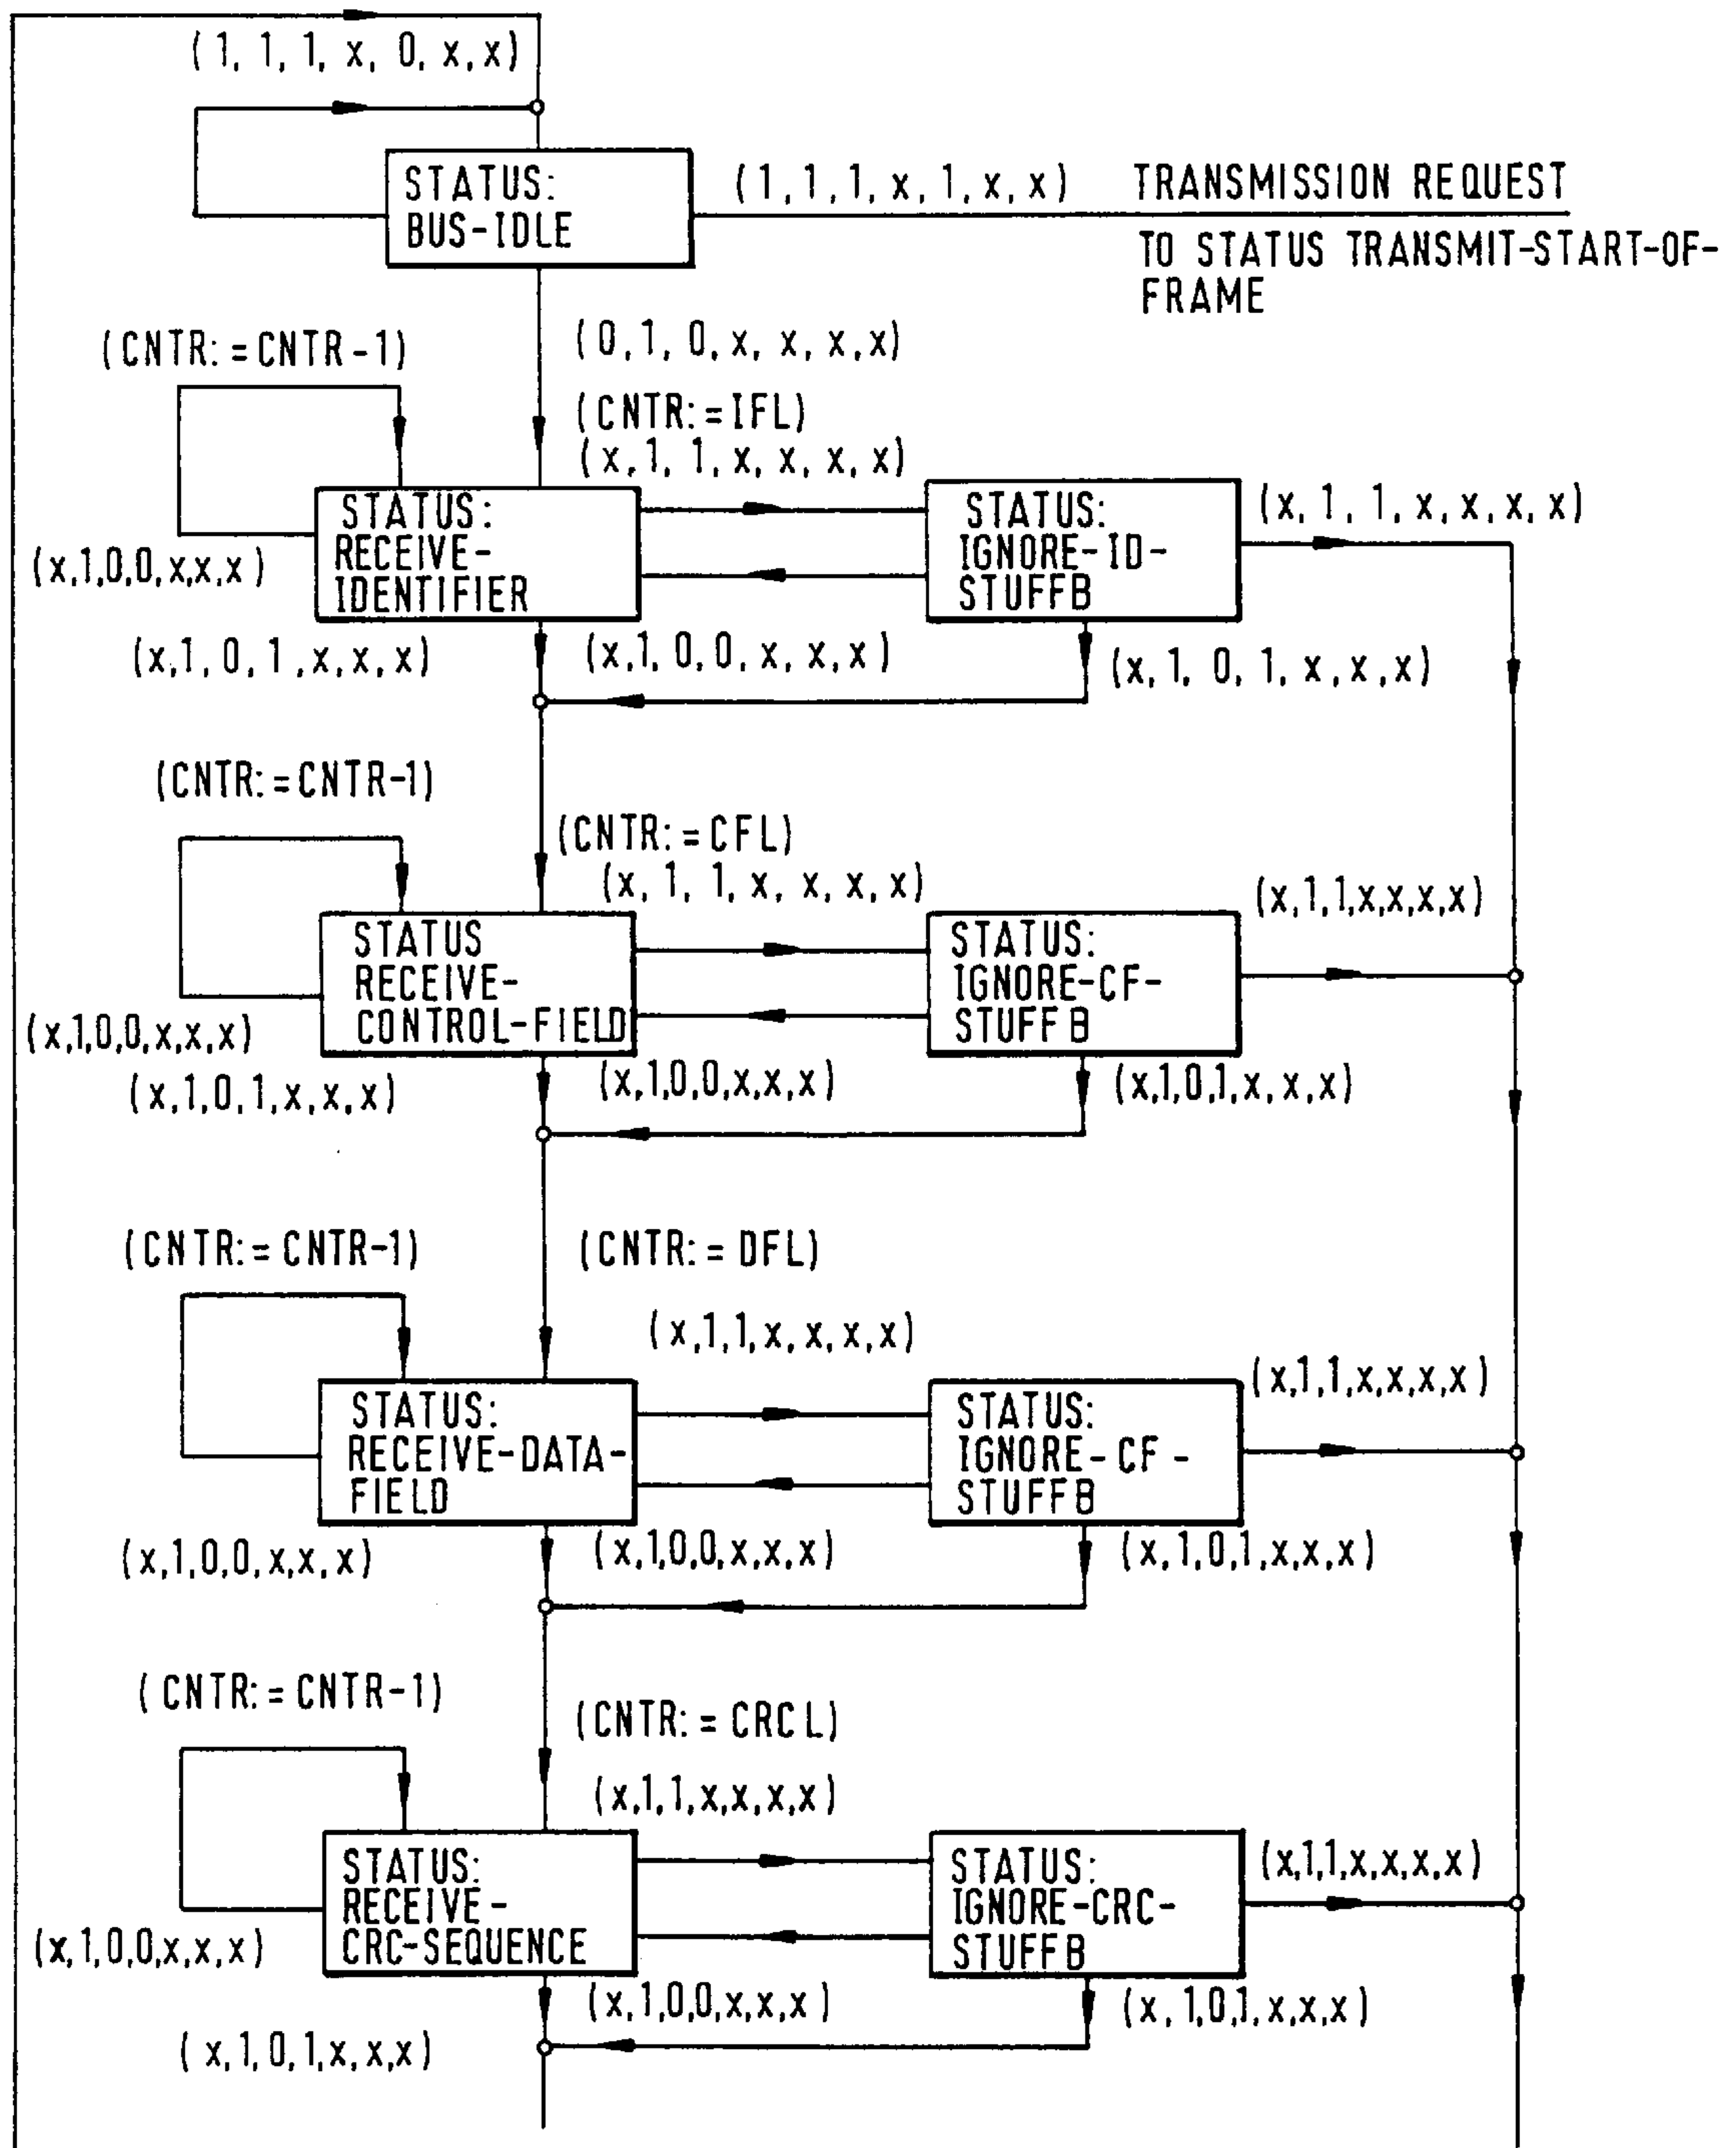 (1, 1, 1, x, 0, x, x)
STATUS:
BUS-IDLE
(1, 1, 1, x, 1, x, x)
TRANSMISSION REQUEST
TO STATUS TRANSMIT-START-OF-
FRAME
(CNTR:=CNTR-1)
(0, 1, 0, x, x, x, x)
(CNTR:=IFL)
(x, 1, 1, x, x, x, x)
STATUS:
RECEIVE-
IDENTIFIER
STATUS:
IGNORE-ID-
STUFFB
(x, 1, 1, x, x, x, x)
(x,1,0,0,x,x,x)
(x,1,0,1,x,x,x)
(x,1,0,0,x,x,x)
(x,1,0,1,x,x,x)
(CNTR:=CNTR-1)
(CNTR:=CFL)
(x, 1, 1, x, x, x, x)
STATUS
RECEIVE-
CONTROL-FIELD
STATUS:
IGNORE-CF-
STUFFB
(x,1,1,x,x,x,x)
(x,1,0,0,x,x,x)
(x,1,0,1,x,x,x)
(x,1,0,0,x,x,x)
(x,1,0,1,x,x,x)
(CNTR:=CNTR-1)
(CNTR:=DFL)
(x,1,1,x,x,x,x)
STATUS:
RECEIVE-DATA-
FIELD
STATUS:
IGNORE-CF-
STUFFB
(x,1,1,x,x,x,x)
(x,1,0,0,x,x,x)
(x,1,0,0,x,x,x)
(x,1,0,1,x,x,x)
(CNTR:=CNTR-1)
(CNTR:=CRCL)
(x,1,1,x,x,x,x)
STATUS:
RECEIVE-
CRC-SEQUENCE
STATUS:
IGNORE-CRC-
STUFFB
(x,1,1,x,x,x,x)
(x,1,0,0,x,x,x)
(x,1,0,0,x,x,x)
(x,1,0,1,x,x,x)
(x,1,0,1,x,x,x)